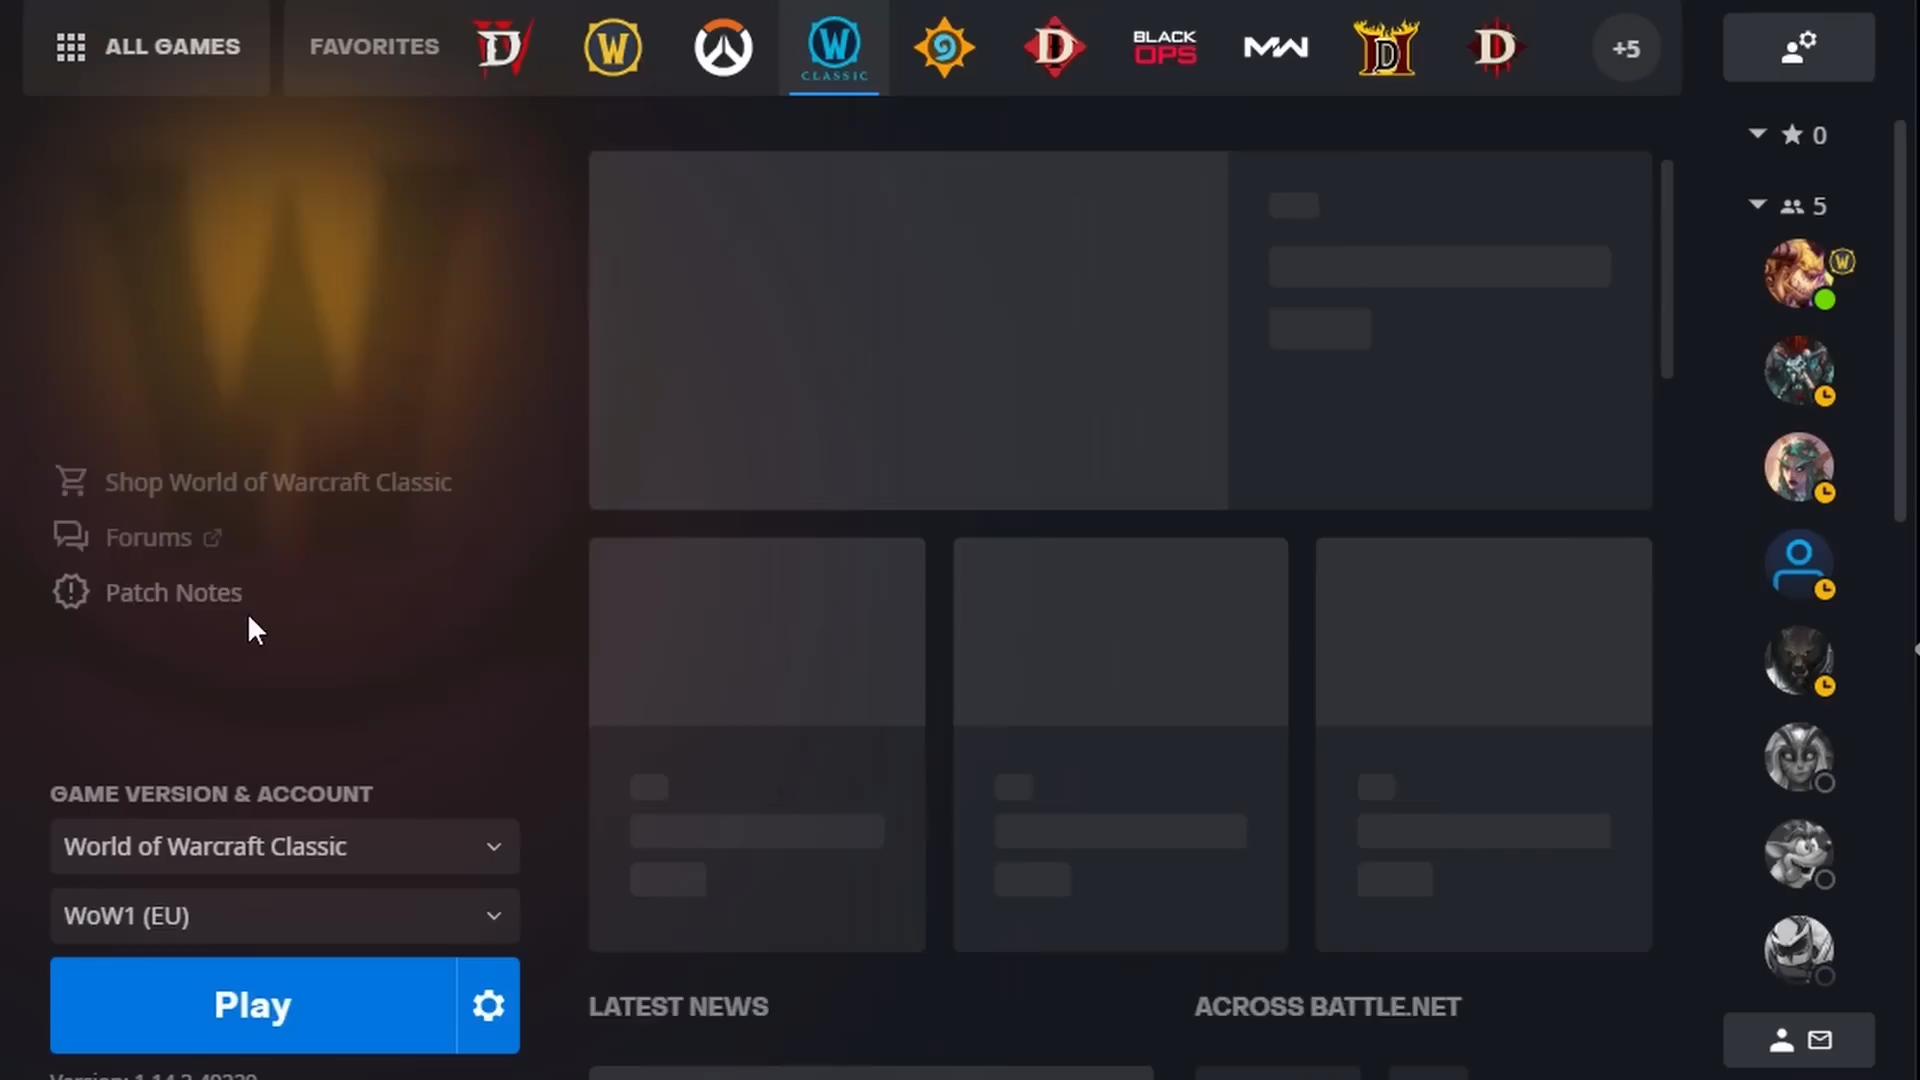 ALL GAMES
FAVORITES
D
W
W
CLASSIC
D
BLACK
OPS
MW
D
D
+5
0
5
W
Shop World of Warcraft Classic
Forums
Patch Notes
GAME VERSION & ACCOUNT
World of Warcraft Classic
WoW1 (EU)
Play
LATEST NEWS
ACROSS BATTLE.NET